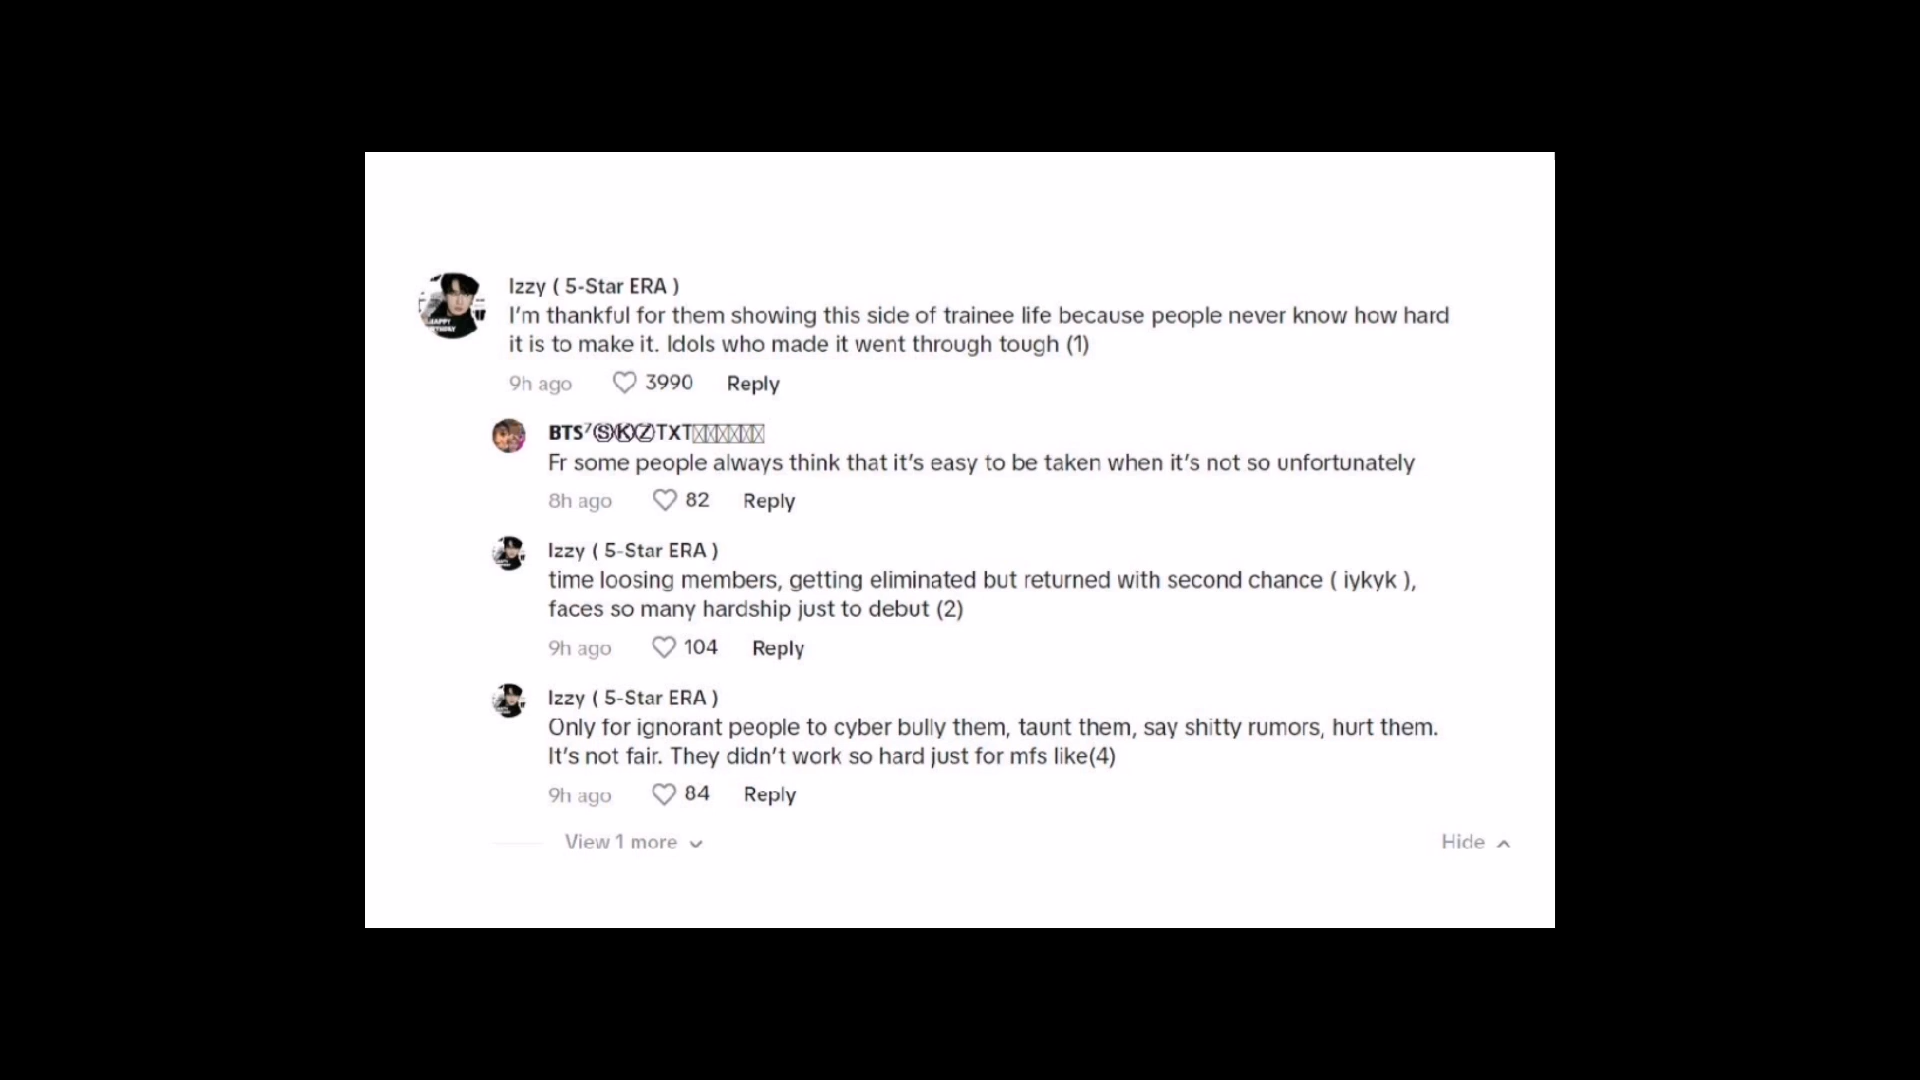 Izzy ( 5-Star ERA )
I’m thankful for them showing this side of trainee life because people never know how hard
it is to make it. Idols who made it went through tough (1)
9h ago 3990 Reply
BTS⁷ⓈⓀⓏTXT
Fr some people always think that it’s easy to be taken when it’s not so unfortunately
8h ago 82 Reply
Izzy ( 5-Star ERA )
time loosing members, getting eliminated but returned with second chance ( iykyk ),
faces so many hardship just to debut (2)
9h ago 104 Reply
Izzy ( 5-Star ERA )
Only for ignorant people to cyber bully them, taunt them, say shitty rumors, hurt them.
It’s not fair. They didn’t work so hard just for mfs like(4)
9h ago 84 Reply
View 1 more Hide